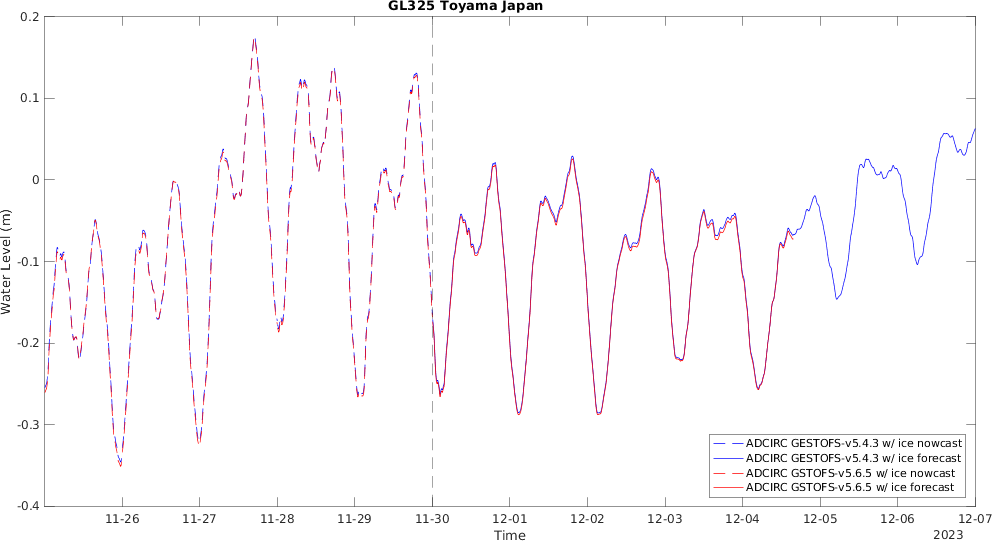 GL325 Toyama Japan
0.2
0.1
0
-0.1
-0.2
-0.3
-0.4
Water Level (m)
ADCIRC GESTOFS-v5.4.3 w/ ice nowcast
ADCIRC GESTOFS-v5.4.3 w/ ice forecast
ADCIRC GSTOFS-v5.6.5 w/ ice nowcast
ADCIRC GSTOFS-v5.6.5 w/ ice forecast
11-26 11-27 11-28 11-29 11-30 12-01 12-02 12-03 12-04 12-05 12-06 12-07
Time
2023